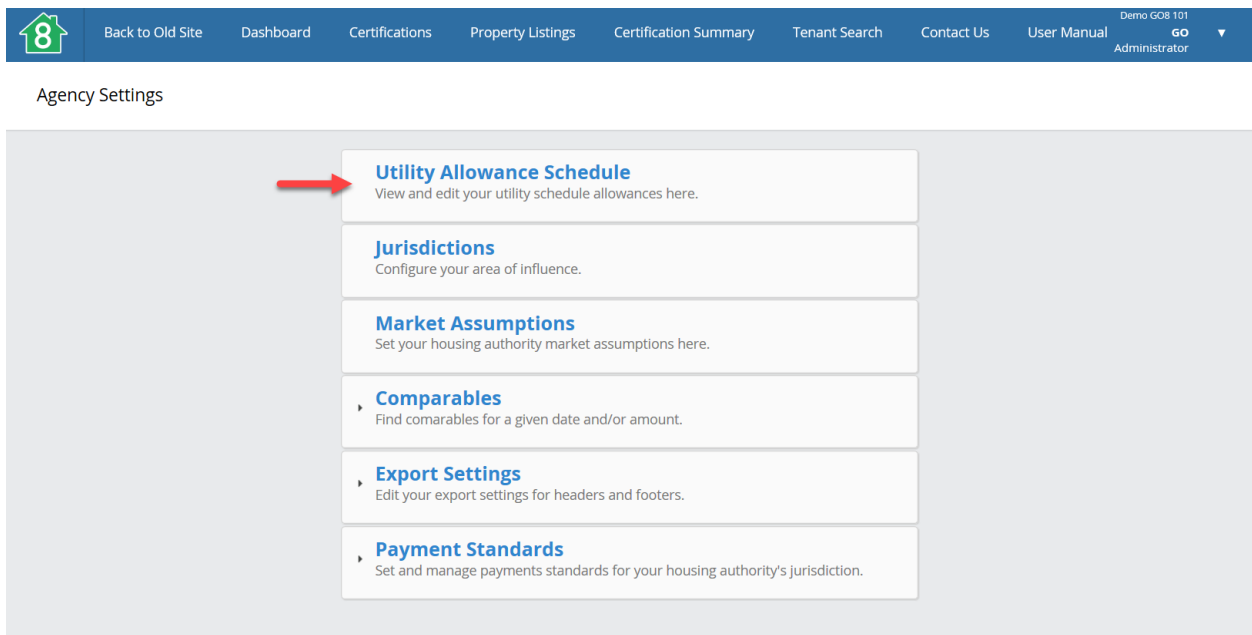 8
Back to Old Site
Dashboard
Certifications
Property Listings
Certification Summary
Tenant Search
Contact Us
User Manual
Demo GO8 101
GO
Administrator
Agency Settings
Utility Allowance Schedule
View and edit your utility schedule allowances here.
Jurisdictions
Configure your area of influence.
Market Assumptions
Set your housing authority market assumptions here.
Comparables
Find comarables for a given date and/or amount.
Export Settings
Edit your export settings for headers and footers.
Payment Standards
Set and manage payments standards for your housing authority's jurisdiction.